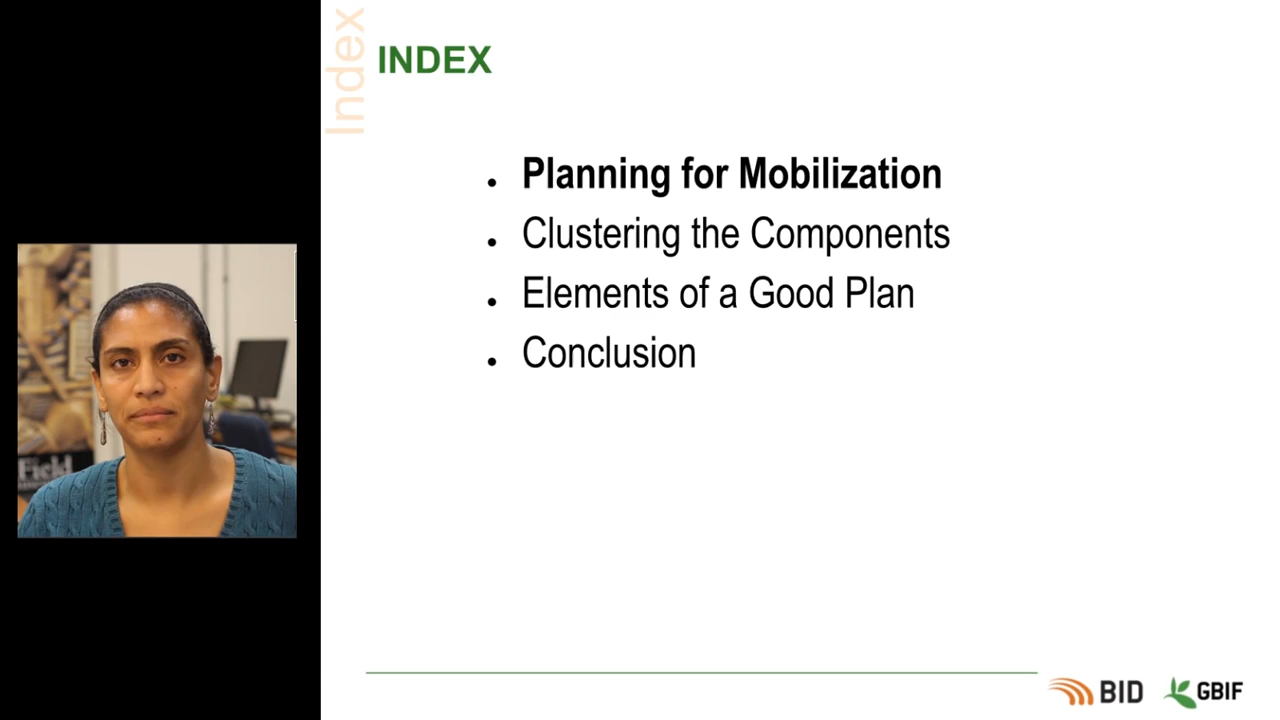 Index
INDEX
Planning for Mobilization
Clustering the Components
Elements of a Good Plan
Conclusion
Field
BID
GBIF